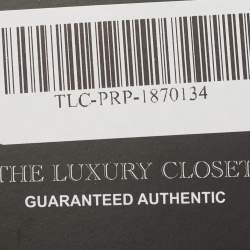 TLC-PRP-1870134
THE LUXURY CLOSET
GUARANTEED AUTHENTIC